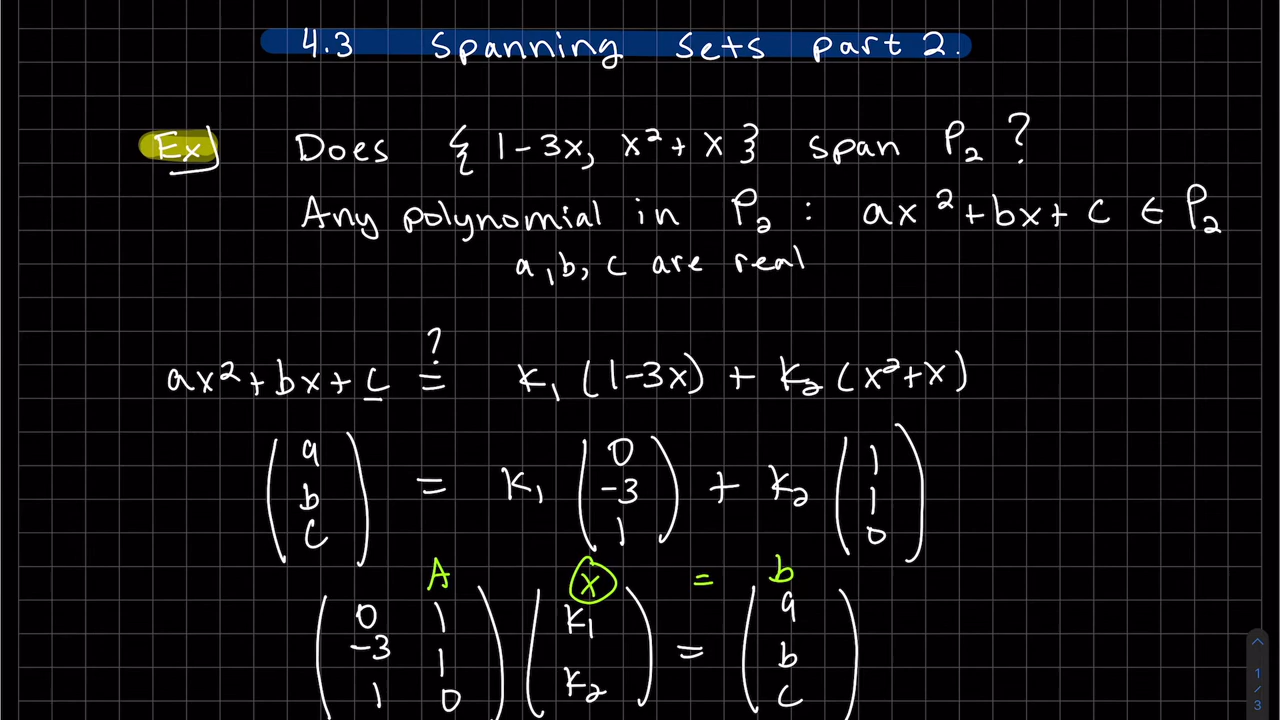 4.3 Spanning sets part 2.
Ex) Does { 1-3x, x²+x } span P₂ ?
Any polynomial in P₂ : ax²+bx+c ∈ P₂
a, b, c are real
ax²+bx+c =? k₁ (1-3x) + k₂ (x²+x)
(a b c) = k₁ (0 -3 1) + k₂ (1 1 0)
A x = b
(0 1 -3 1 1 0) (k₁ k₂) = (a b c)
1/3